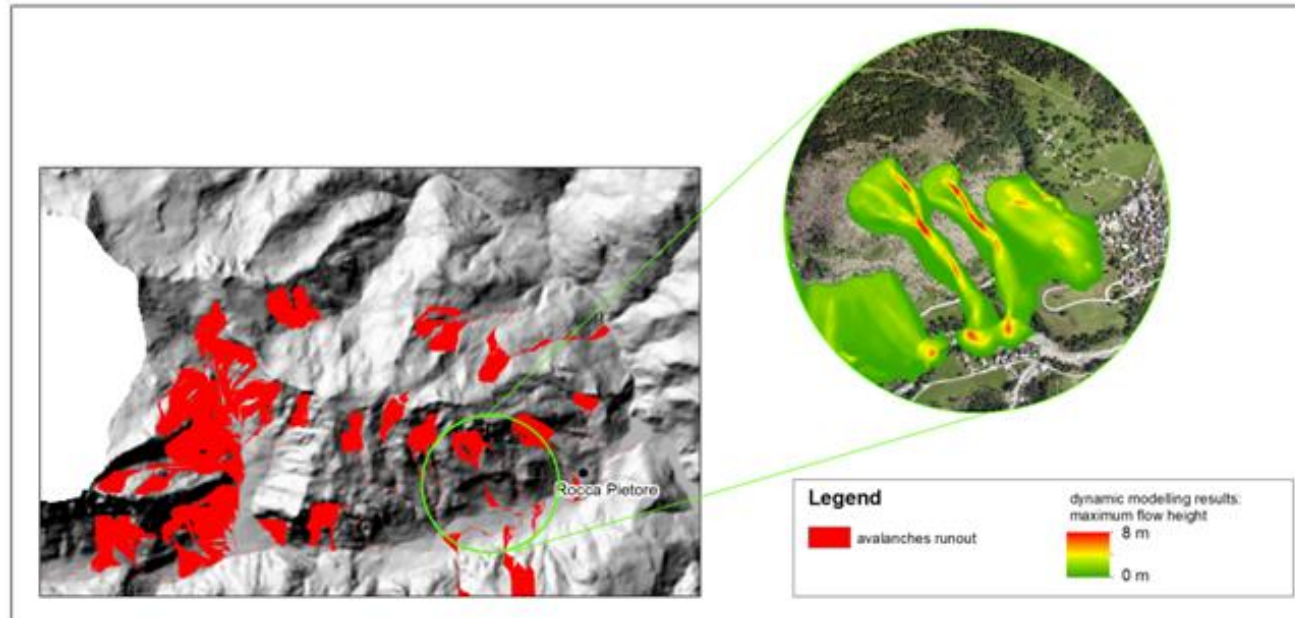 Rocca Pietore
Legend
avalanches runout
dynamic modelling results:
maximum flow height
8 m
0 m